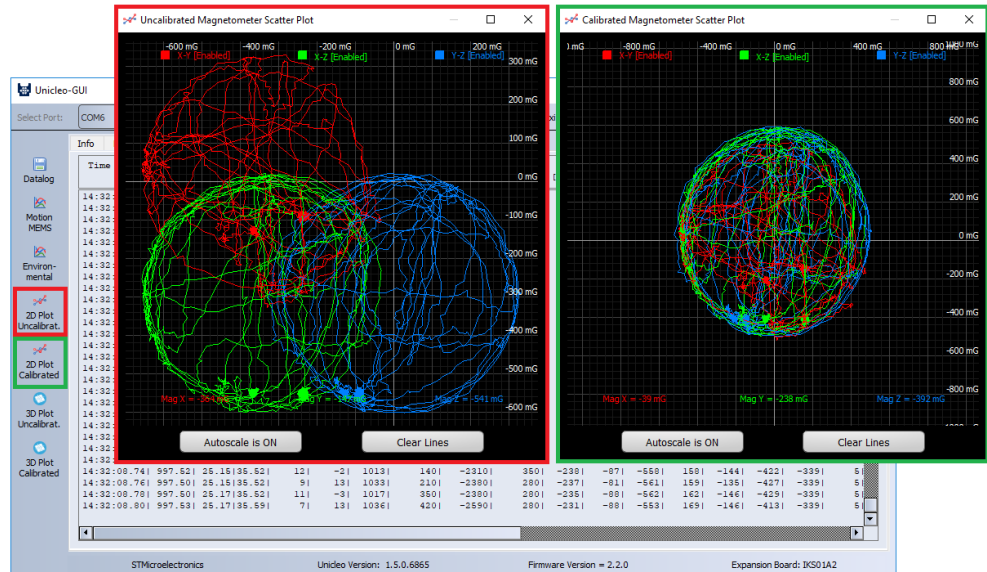 Uncalibrated Magnetometer Scatter Plot
-600 mG -400 mG -200 mG 0 mG 200 mG
X-Y [Enabled] X-Z [Enabled] Y-Z [Enabled]
300 mG
200 mG
100 mG
0 mG
-100 mG
-200 mG
-300 mG
-400 mG
-500 mG
-600 mG
Mag Z = -541 mG
Autoscale is ON Clear Lines
Calibrated Magnetometer Scatter Plot
-800 mG -400 mG 0 mG 400 mG
X-Y [Enabled] X-Z [Enabled] Y-Z [Enabled]
800 mG
600 mG
400 mG
200 mG
0 mG
-200 mG
-400 mG
-600 mG
-800 mG
Mag X = -39 mG Mag Y = -238 mG Mag Z = -392 mG
Autoscale is ON Clear Lines
Unicleo-GUI
Select Port: COM6
Info
Time
Datalog
Motion
MEMS
Environ-
mental
2D Plot
Uncalibrat.
2D Plot
Calibrated
3D Plot
Uncalibrat.
3D Plot
Calibrated
14:32:08.74| 997.52| 25.15|35.52| 12| -2| 1013| 140| -2310| 350| -238| -87| -558| 158| -144| -422| -339| 5|
14:32:08.76| 997.50| 25.15|35.52| 9| 13| 1033| 210| -2380| 280| -237| -81| -561| 159| -135| -427| -339| 5|
14:32:08.78| 997.52| 25.17|35.52| 11| -3| 1017| 350| -2380| 280| -235| -88| -562| 162| -146| -429| -339| 5|
14:32:08.80| 997.53| 25.17|35.59| 7| 13| 1036| 420| -2590| 280| -231| -88| -553| 169| -146| -413| -339| 5|
STMicroelectronics Unicleo Version: 1.5.0.6865 Firmware Version = 2.2.0 Expansion Board: IKS01A2